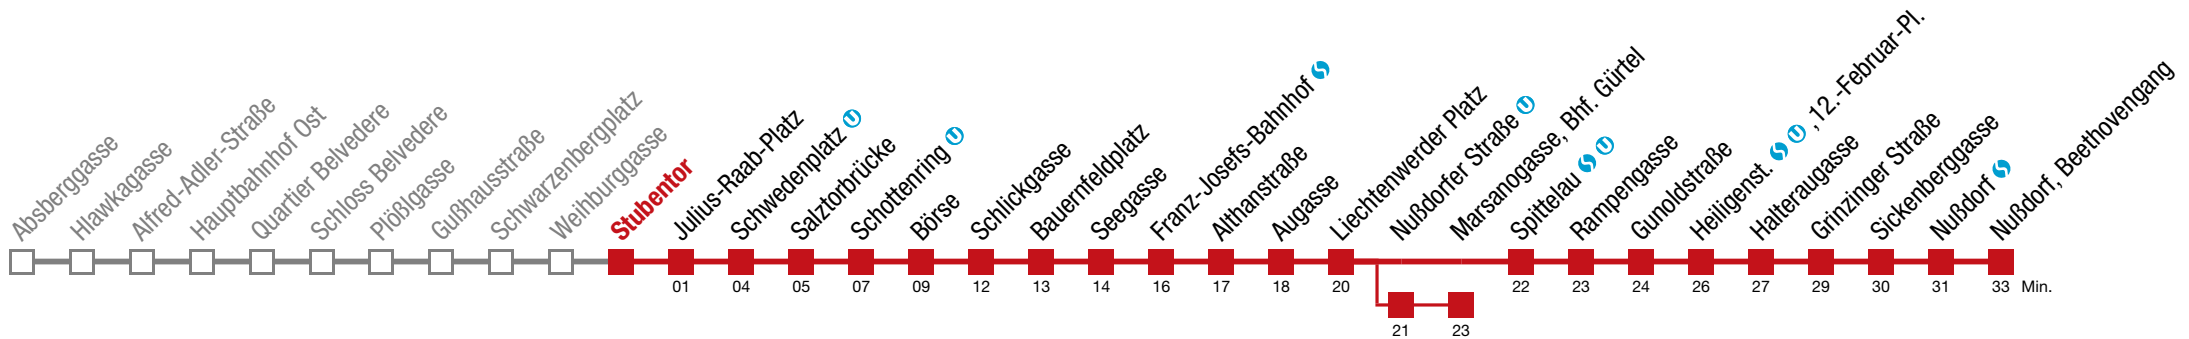 Absberggasse
Hlawkagasse
Alfred-Adler-Straße
Hauptbahnhof Ost
Quartier Belvedere
Schloss Belvedere
Plößlgasse
Gußhausstraße
Schwarzenbergplatz
Weihburggasse
Stubentor
Julius-Raab-Platz
Schwedenplatz U
Salztorbrücke
Schottenring U
Börse
Schlickgasse
Bauernfeldplatz
Seegasse
Franz-Josefs-Bahnhof S
Althanstraße
Augasse
Liechtenwerder Platz
Nußdorfer Straße U
Marsanogasse, Bhf. Gürtel
Spittelau S U
Rampengasse
Gunoldstraße
Heiligenst. S U , 12.-Februar-Pl.
Halteraugasse
Grinzinger Straße
Sickenberggasse
Nußdorf S
Nußdorf, Beethovengang
01 04 05 07 09 12 13 14 16 17 18 20 22 23 24 26 27 29 30 31 33 Min.
21 23